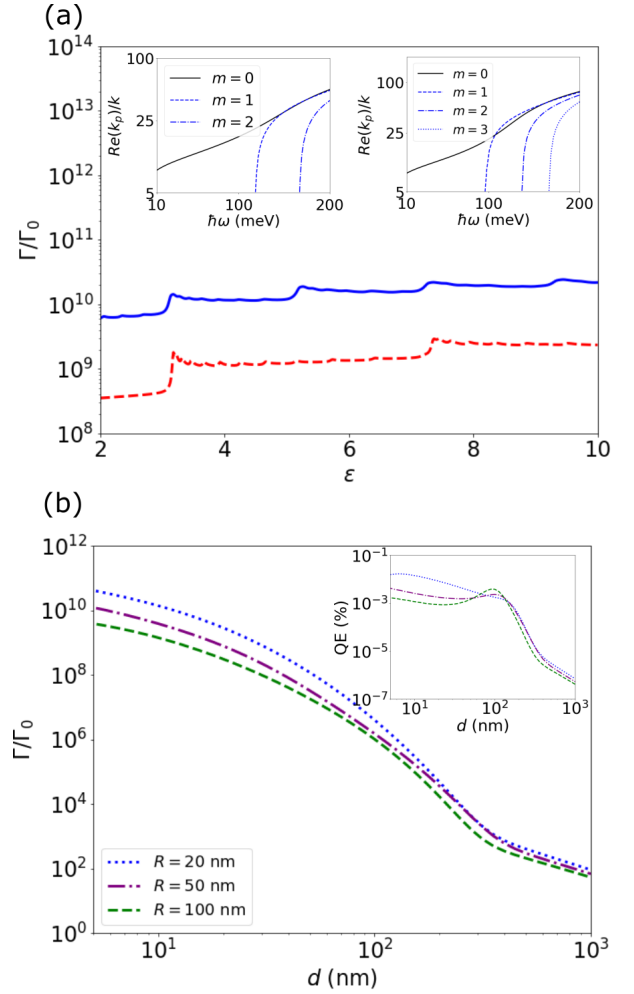 (a)
10^14
10^13
10^12
10^11
10^10
10^9
10^8
Γ/Γ₀
2 4 6 8 10
ε
100
25
5
Re(k_p)/k
m = 0
m = 1
m = 2
10 100 200
ħω (meV)
100
25
5
Re(k_p)/k
m = 0
m = 1
m = 2
m = 3
10 100 200
ħω (meV)
(b)
10^12
10^10
10^8
10^6
10^4
10^2
10^0
Γ/Γ₀
R = 20 nm
R = 50 nm
R = 100 nm
10^1 10^2 10^3
d (nm)
10^−1
10^−3
10^−5
10^−7
QE (%)
10^1 10^2 10^3
d (nm)